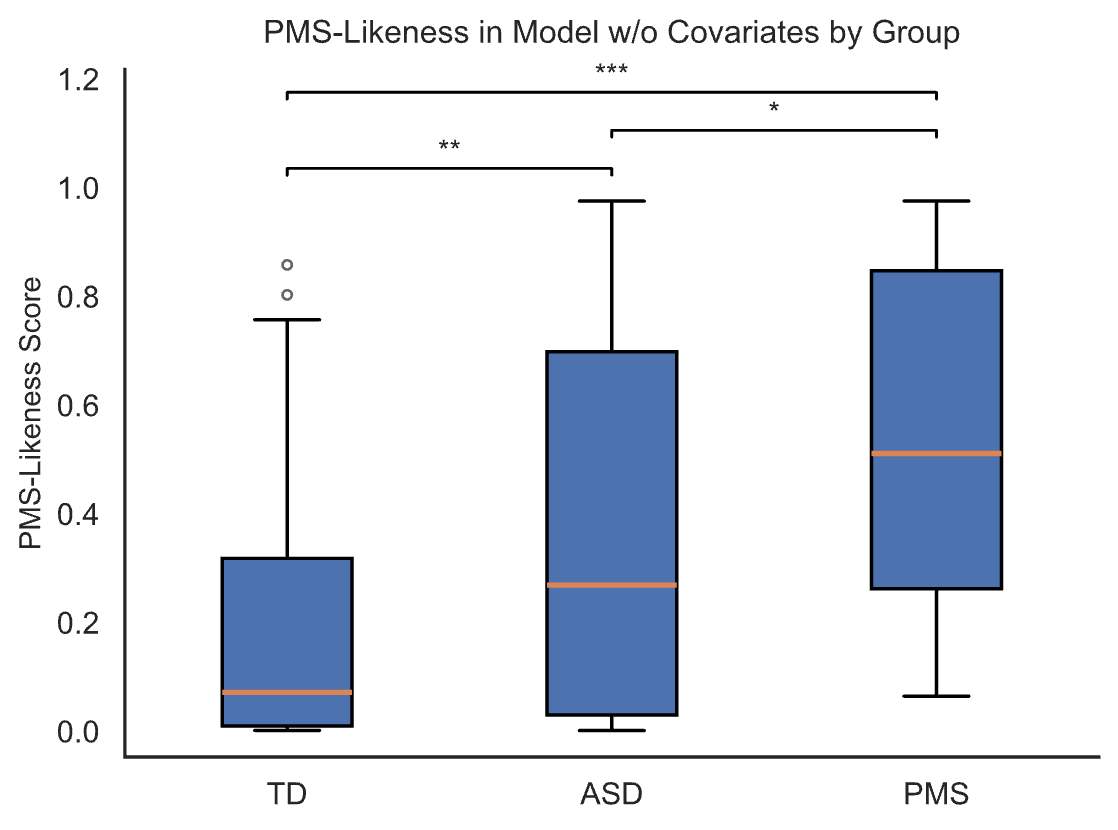 PMS-Likeness in Model w/o Covariates by Group
***
*
**
1.2
1.0
0.8
0.6
0.4
0.2
0.0
PMS-Likeness Score
TD
ASD
PMS